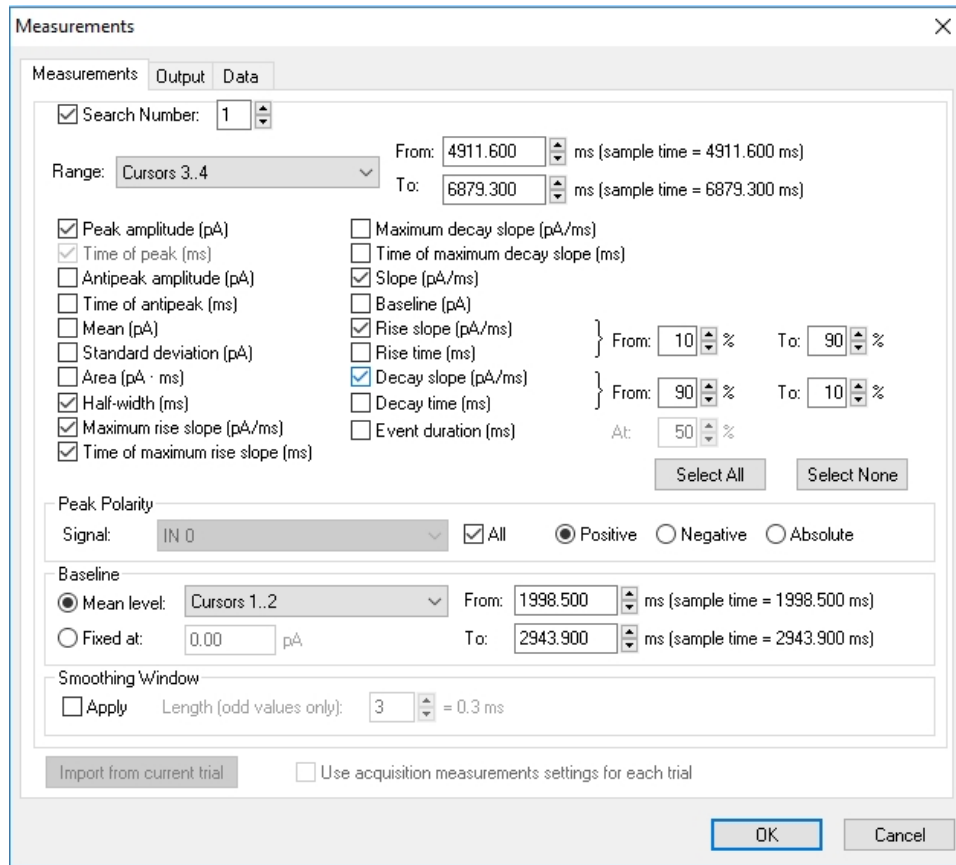 Measurements
Measurements Output Data
Search Number: 1
Range: Cursors 3..4
From: 4911.600 ms (sample time = 4911.600 ms)
To: 6879.300 ms (sample time = 6879.300 ms)
Peak amplitude (pA)
Time of peak (ms)
Antipeak amplitude (pA)
Time of antipeak (ms)
Mean (pA)
Standard deviation (pA)
Area (pA · ms)
Half-width (ms)
Maximum rise slope (pA/ms)
Time of maximum rise slope (ms)
Maximum decay slope (pA/ms)
Time of maximum decay slope (ms)
Slope (pA/ms)
Baseline (pA)
Rise slope (pA/ms)
Rise time (ms)
} From: 10 % To: 90 %
Decay slope (pA/ms)
Decay time (ms)
} From: 90 % To: 10 %
Event duration (ms) At: 50 %
Select All Select None
Peak Polarity
Signal: IN 0 All Positive Negative Absolute
Baseline
Mean level: Cursors 1..2 From: 1998.500 ms (sample time = 1998.500 ms)
Fixed at: 0.00 pA To: 2943.900 ms (sample time = 2943.900 ms)
Smoothing Window
Apply Length (odd values only): 3 = 0.3 ms
Import from current trial Use acquisition measurements settings for each trial
OK Cancel